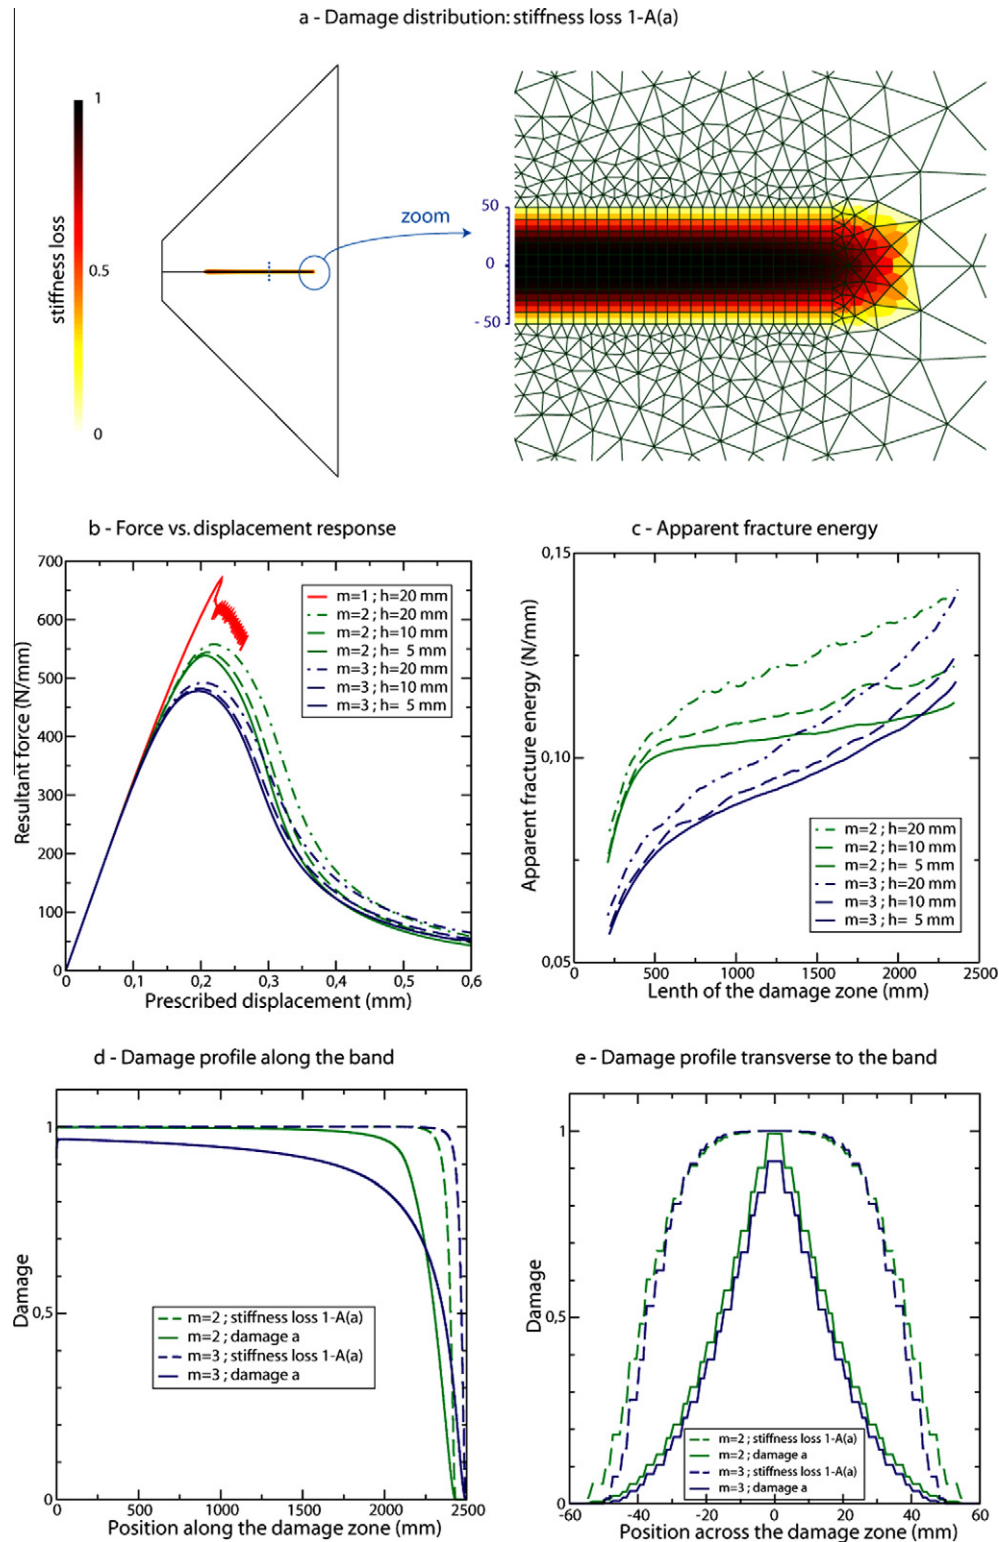 a - Damage distribution: stiffness loss 1-A(a)
1
0.5
0
stiffness loss
zoom
50
0
- 50
b - Force vs. displacement response
700
600
500
400
300
200
100
0
Resultant force (N/mm)
m=1 ; h=20 mm
m=2 ; h=20 mm
m=2 ; h=10 mm
m=2 ; h= 5 mm
m=3 ; h=20 mm
m=3 ; h=10 mm
m=3 ; h= 5 mm
0 0,1 0,2 0,3 0,4 0,5 0,6
Prescribed displacement (mm)
c - Apparent fracture energy
0,15
0,10
0,05
Apparent fracture energy (N/mm)
m=2 ; h=20 mm
m=2 ; h=10 mm
m=2 ; h= 5 mm
m=3 ; h=20 mm
m=3 ; h=10 mm
m=3 ; h= 5 mm
0 500 1000 1500 2000 2500
Lenth of the damage zone (mm)
d - Damage profile along the band
1
0,5
0
Damage
m=2 ; stiffness loss 1-A(a)
m=2 ; damage a
m=3 ; stiffness loss 1-A(a)
m=3 ; damage a
0 500 1000 1500 2000 2500
Position along the damage zone (mm)
e - Damage profile transverse to the band
1
0,5
0
Damage
m=2 ; stiffness loss 1-A(a)
m=2 ; damage a
m=3 ; stiffness loss 1-A(a)
m=3 ; damage a
-60 -40 -20 0 20 40 60
Position across the damage zone (mm)